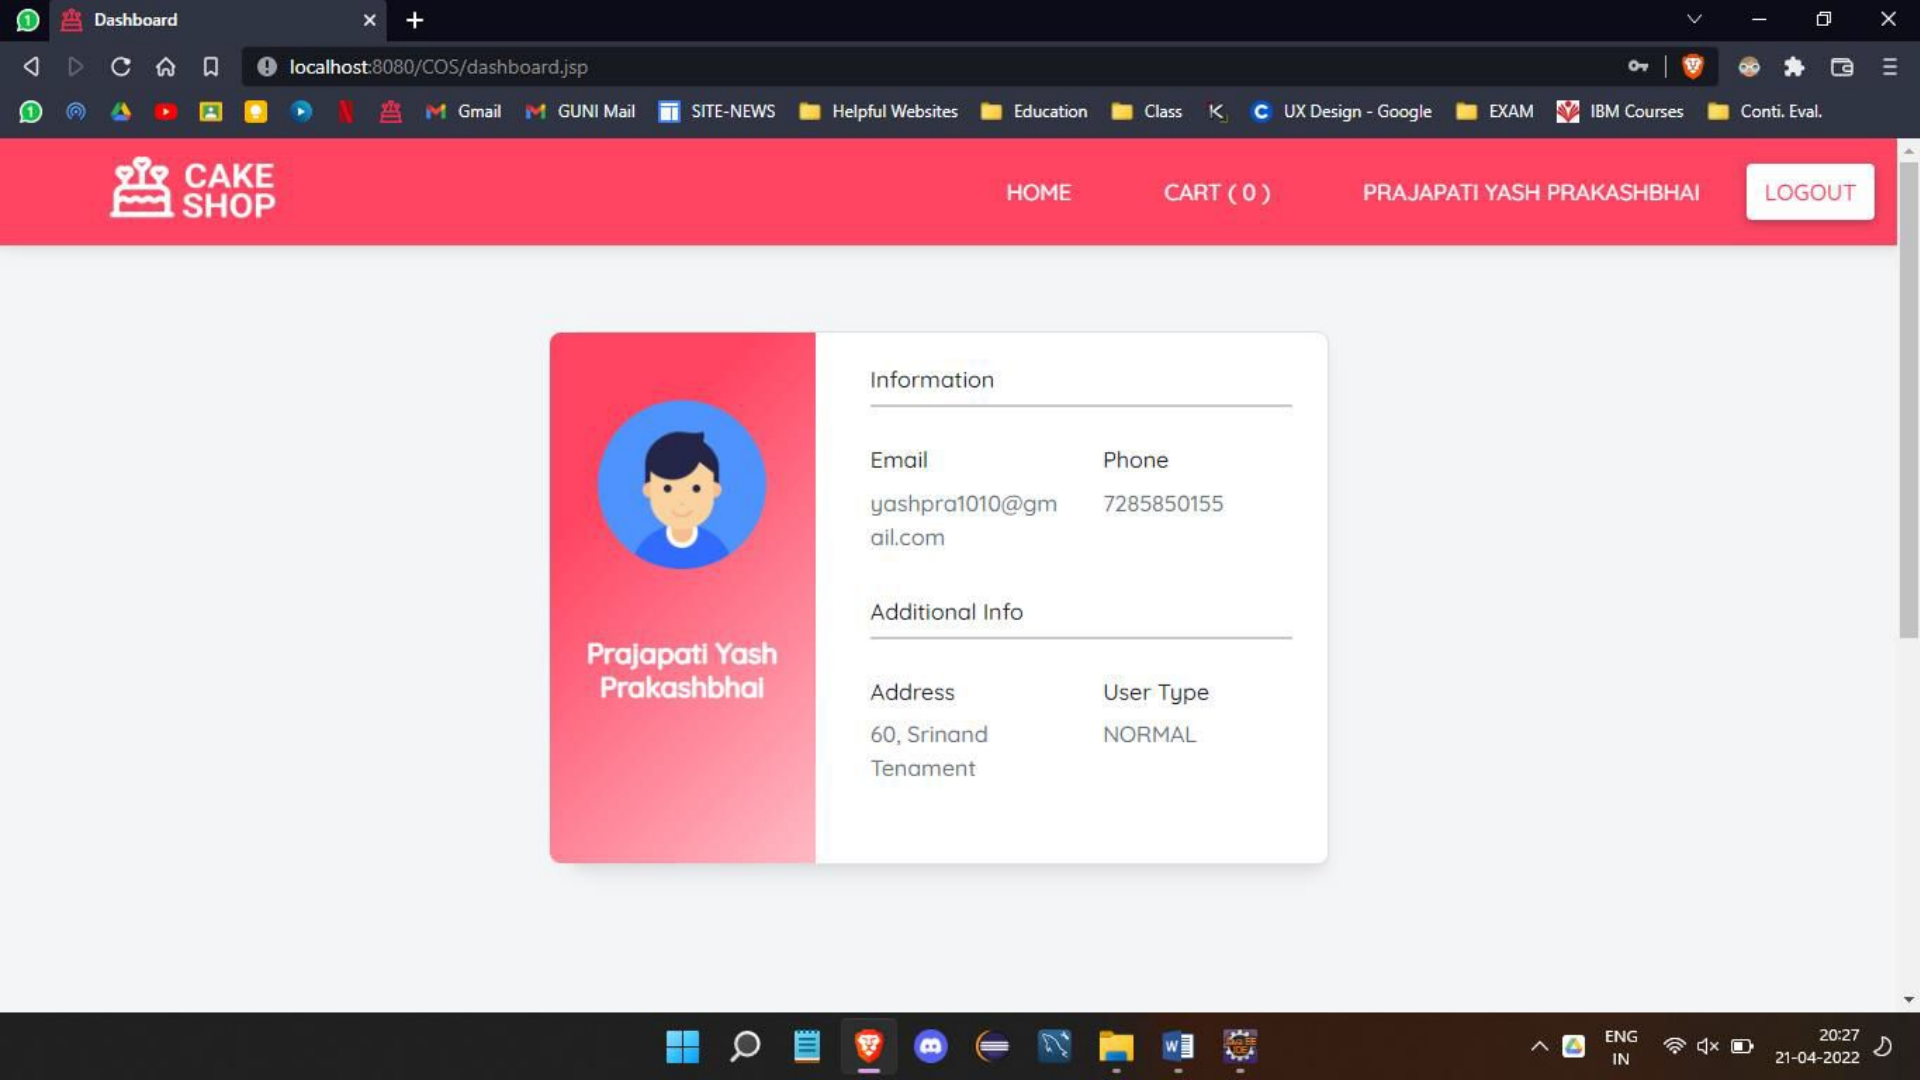 Dashboard
localhost:8080/COS/dashboard.jsp
Gmail GUNI Mail SITE-NEWS Helpful Websites Education Class UX Design - Google EXAM IBM Courses Conti. Eval.
CAKE
SHOP
HOME CART ( 0 ) PRAJAPATI YASH PRAKASHBHAI LOGOUT
Prajapati Yash
Prakashbhai
Information
Email Phone
yashpra1010@gm 7285850155
ail.com
Additional Info
Address User Type
60, Srinand NORMAL
Tenament
ENG
IN
20:27
21-04-2022